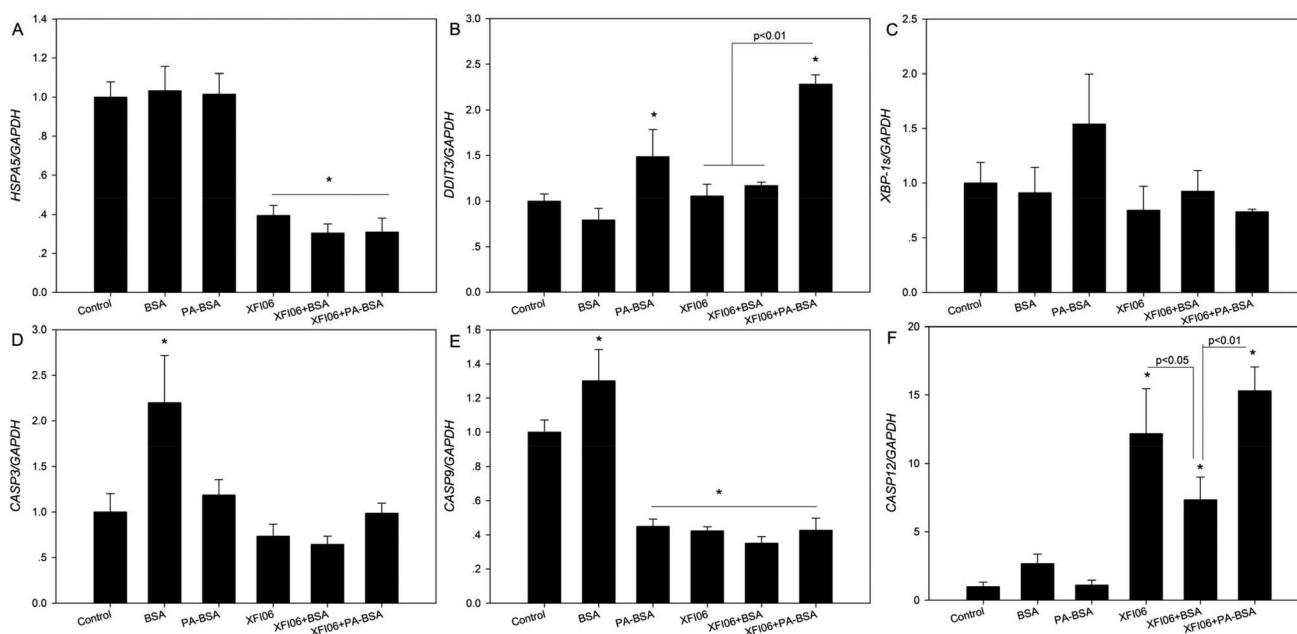 A
HSPA5/GAPDH
1.4
1.2
1.0
.8
.6
.4
.2
0.0
*
Control
BSA
PA-BSA
XFI06
XFI06+BSA
XFI06+PA-BSA
B
DDIT3/GAPDH
3.0
2.5
2.0
1.5
1.0
.5
0.0
*
p<0.01
*
Control
BSA
PA-BSA
XFI06
XFI06+BSA
XFI06+PA-BSA
C
XBP-1s/GAPDH
2.5
2.0
1.5
1.0
0.5
0.0
Control
BSA
PA-BSA
XFI06
XFI06+BSA
XFI06+PA-BSA
D
CASP3/GAPDH
3.0
2.5
2.0
1.5
1.0
.5
0.0
*
Control
BSA
PA-BSA
XFI06
XFI06+BSA
XFI06+PA-BSA
E
CASP9/GAPDH
1.6
1.4
1.2
1.0
.8
.6
.4
.2
0.0
*
*
Control
BSA
PA-BSA
XFI06
XFI06+BSA
XFI06+PA-BSA
F
CASP12/GAPDH
20
15
10
5
0
*
p<0.05
*
p<0.01
*
Control
BSA
PA-BSA
XFI06
XFI06+BSA
XFI06+PA-BSA